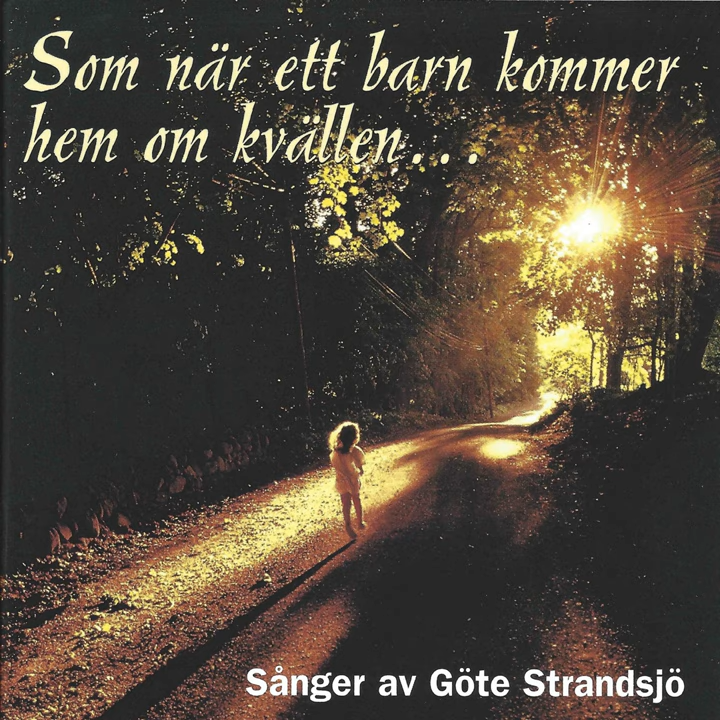 Som när ett barn kommer
hem om kvällen...
Sånger av Göte Strandsjö